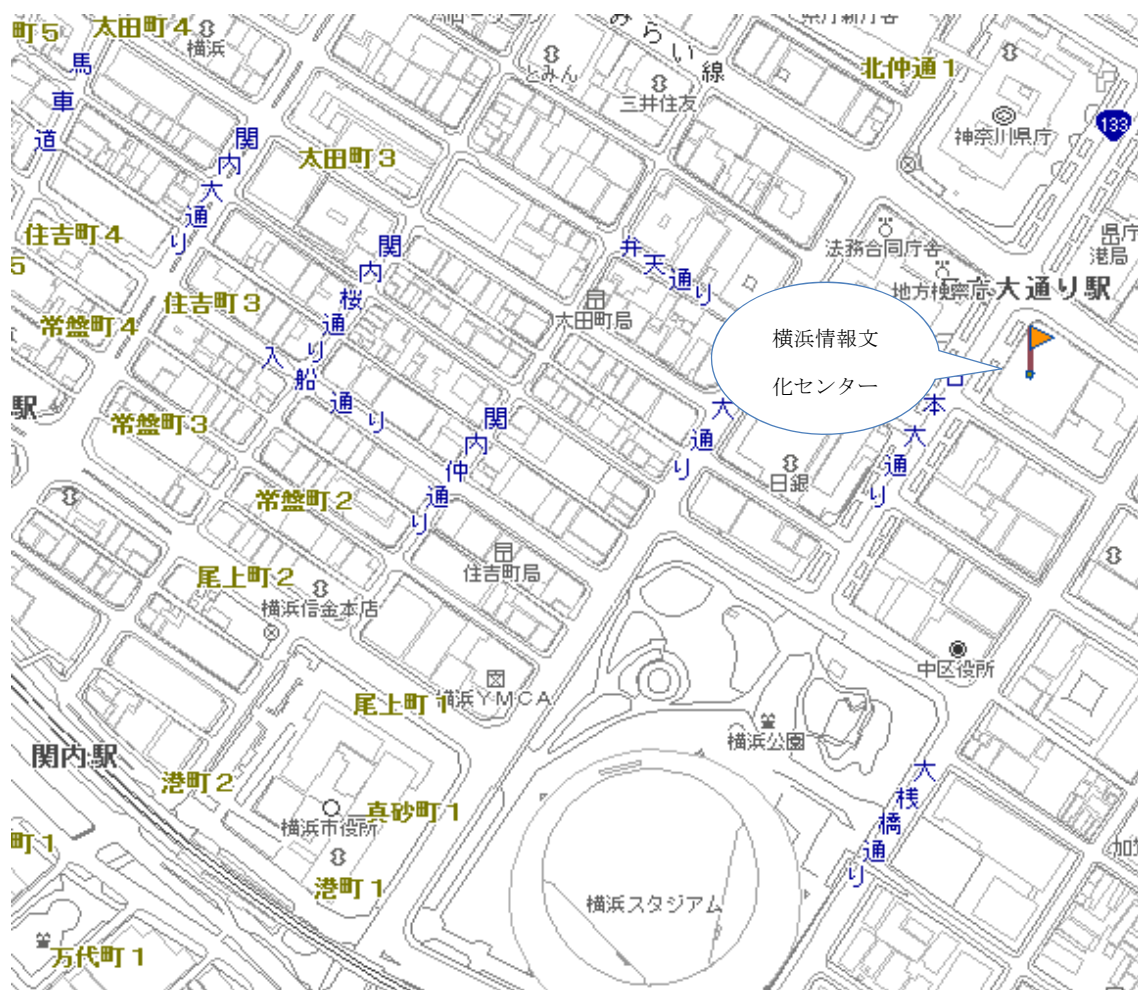 町5
太田町4
横浜
みらい線
とみん
三井住友
北仲通1
神奈川県庁
133
馬車道
関内大通り
太田町3
住吉町4
5
住吉町3
常盤町4
関内桜通り
弁天通り
太田町局
法務合同庁舎
地方検察庁
大通り駅
県庁
港局
横浜情報文
化センター
本大通り
大通り
入船通り
駅
常盤町3
関内仲通り
常盤町2
日銀
住吉町局
尾上町2
横浜信金本店
中区役所
横浜YMCA
尾上町1
横浜公園
関内駅
港町2
横浜市役所
真砂町1
大桟橋通り
町1
港町1
横浜スタジアム
万代町1